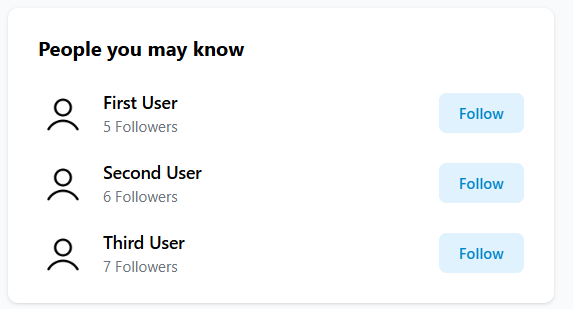 People you may know
First User
5 Followers
Follow
Second User
6 Followers
Follow
Third User
7 Followers
Follow